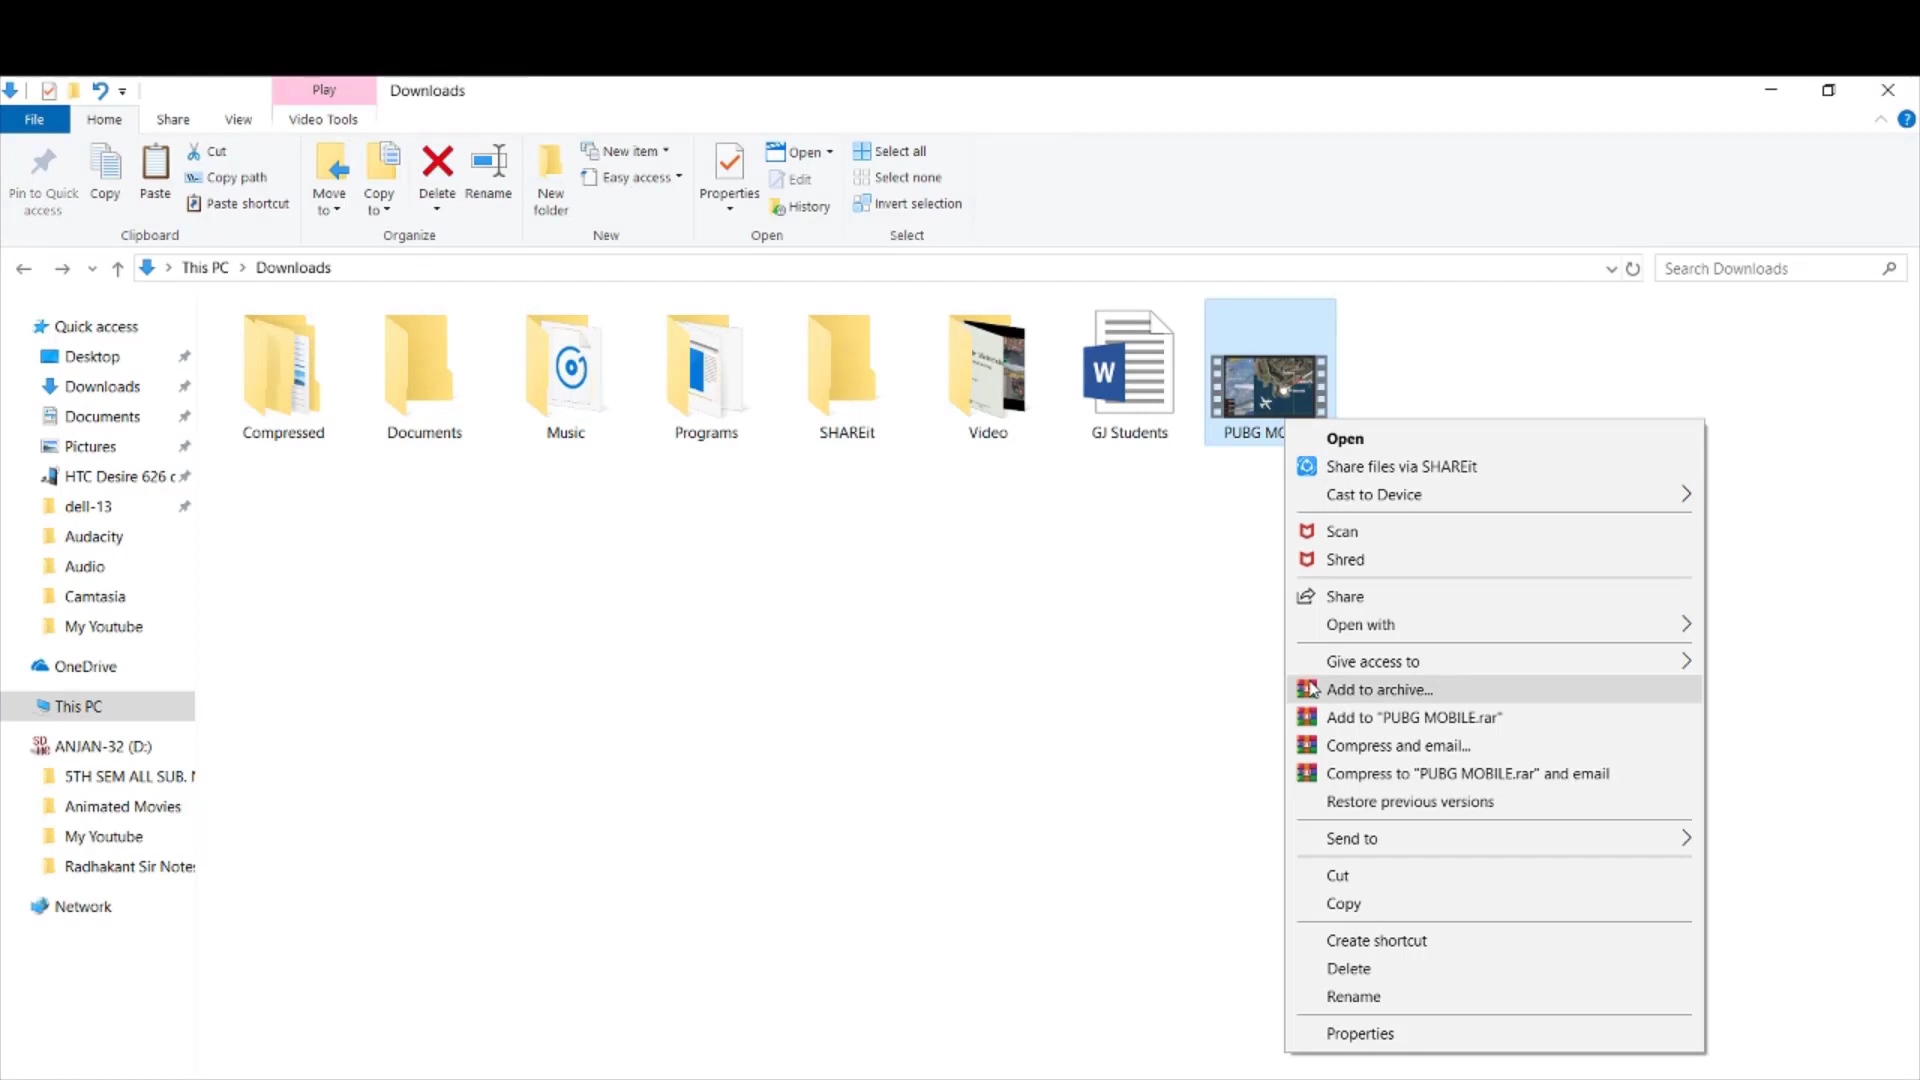 Play
Downloads
File
Home
Share
View
Video Tools
Pin to Quick
access
Copy
Paste
Cut
Copy path
Paste shortcut
Clipboard
Move
to
Copy
to
Delete
Rename
Organize
New
folder
New item
Easy access
New
Properties
Open
Edit
History
Open
Select all
Select none
Invert selection
Select
This PC
Downloads
Search Downloads
Quick access
Desktop
Downloads
Documents
Pictures
HTC Desire 626 c
dell-13
Audacity
Audio
Camtasia
My Youtube
OneDrive
This PC
ANJAN-32 (D:)
5TH SEM ALL SUB.
Animated Movies
My Youtube
Radhakant Sir Notes
Network
Compressed
Documents
Music
Programs
SHAREit
Video
W
GJ Students
PUBG MO
Open
Share files via SHAREit
Cast to Device
Scan
Shred
Share
Open with
Give access to
Add to archive...
Add to "PUBG MOBILE.rar"
Compress and email...
Compress to "PUBG MOBILE.rar" and email
Restore previous versions
Send to
Cut
Copy
Create shortcut
Delete
Rename
Properties